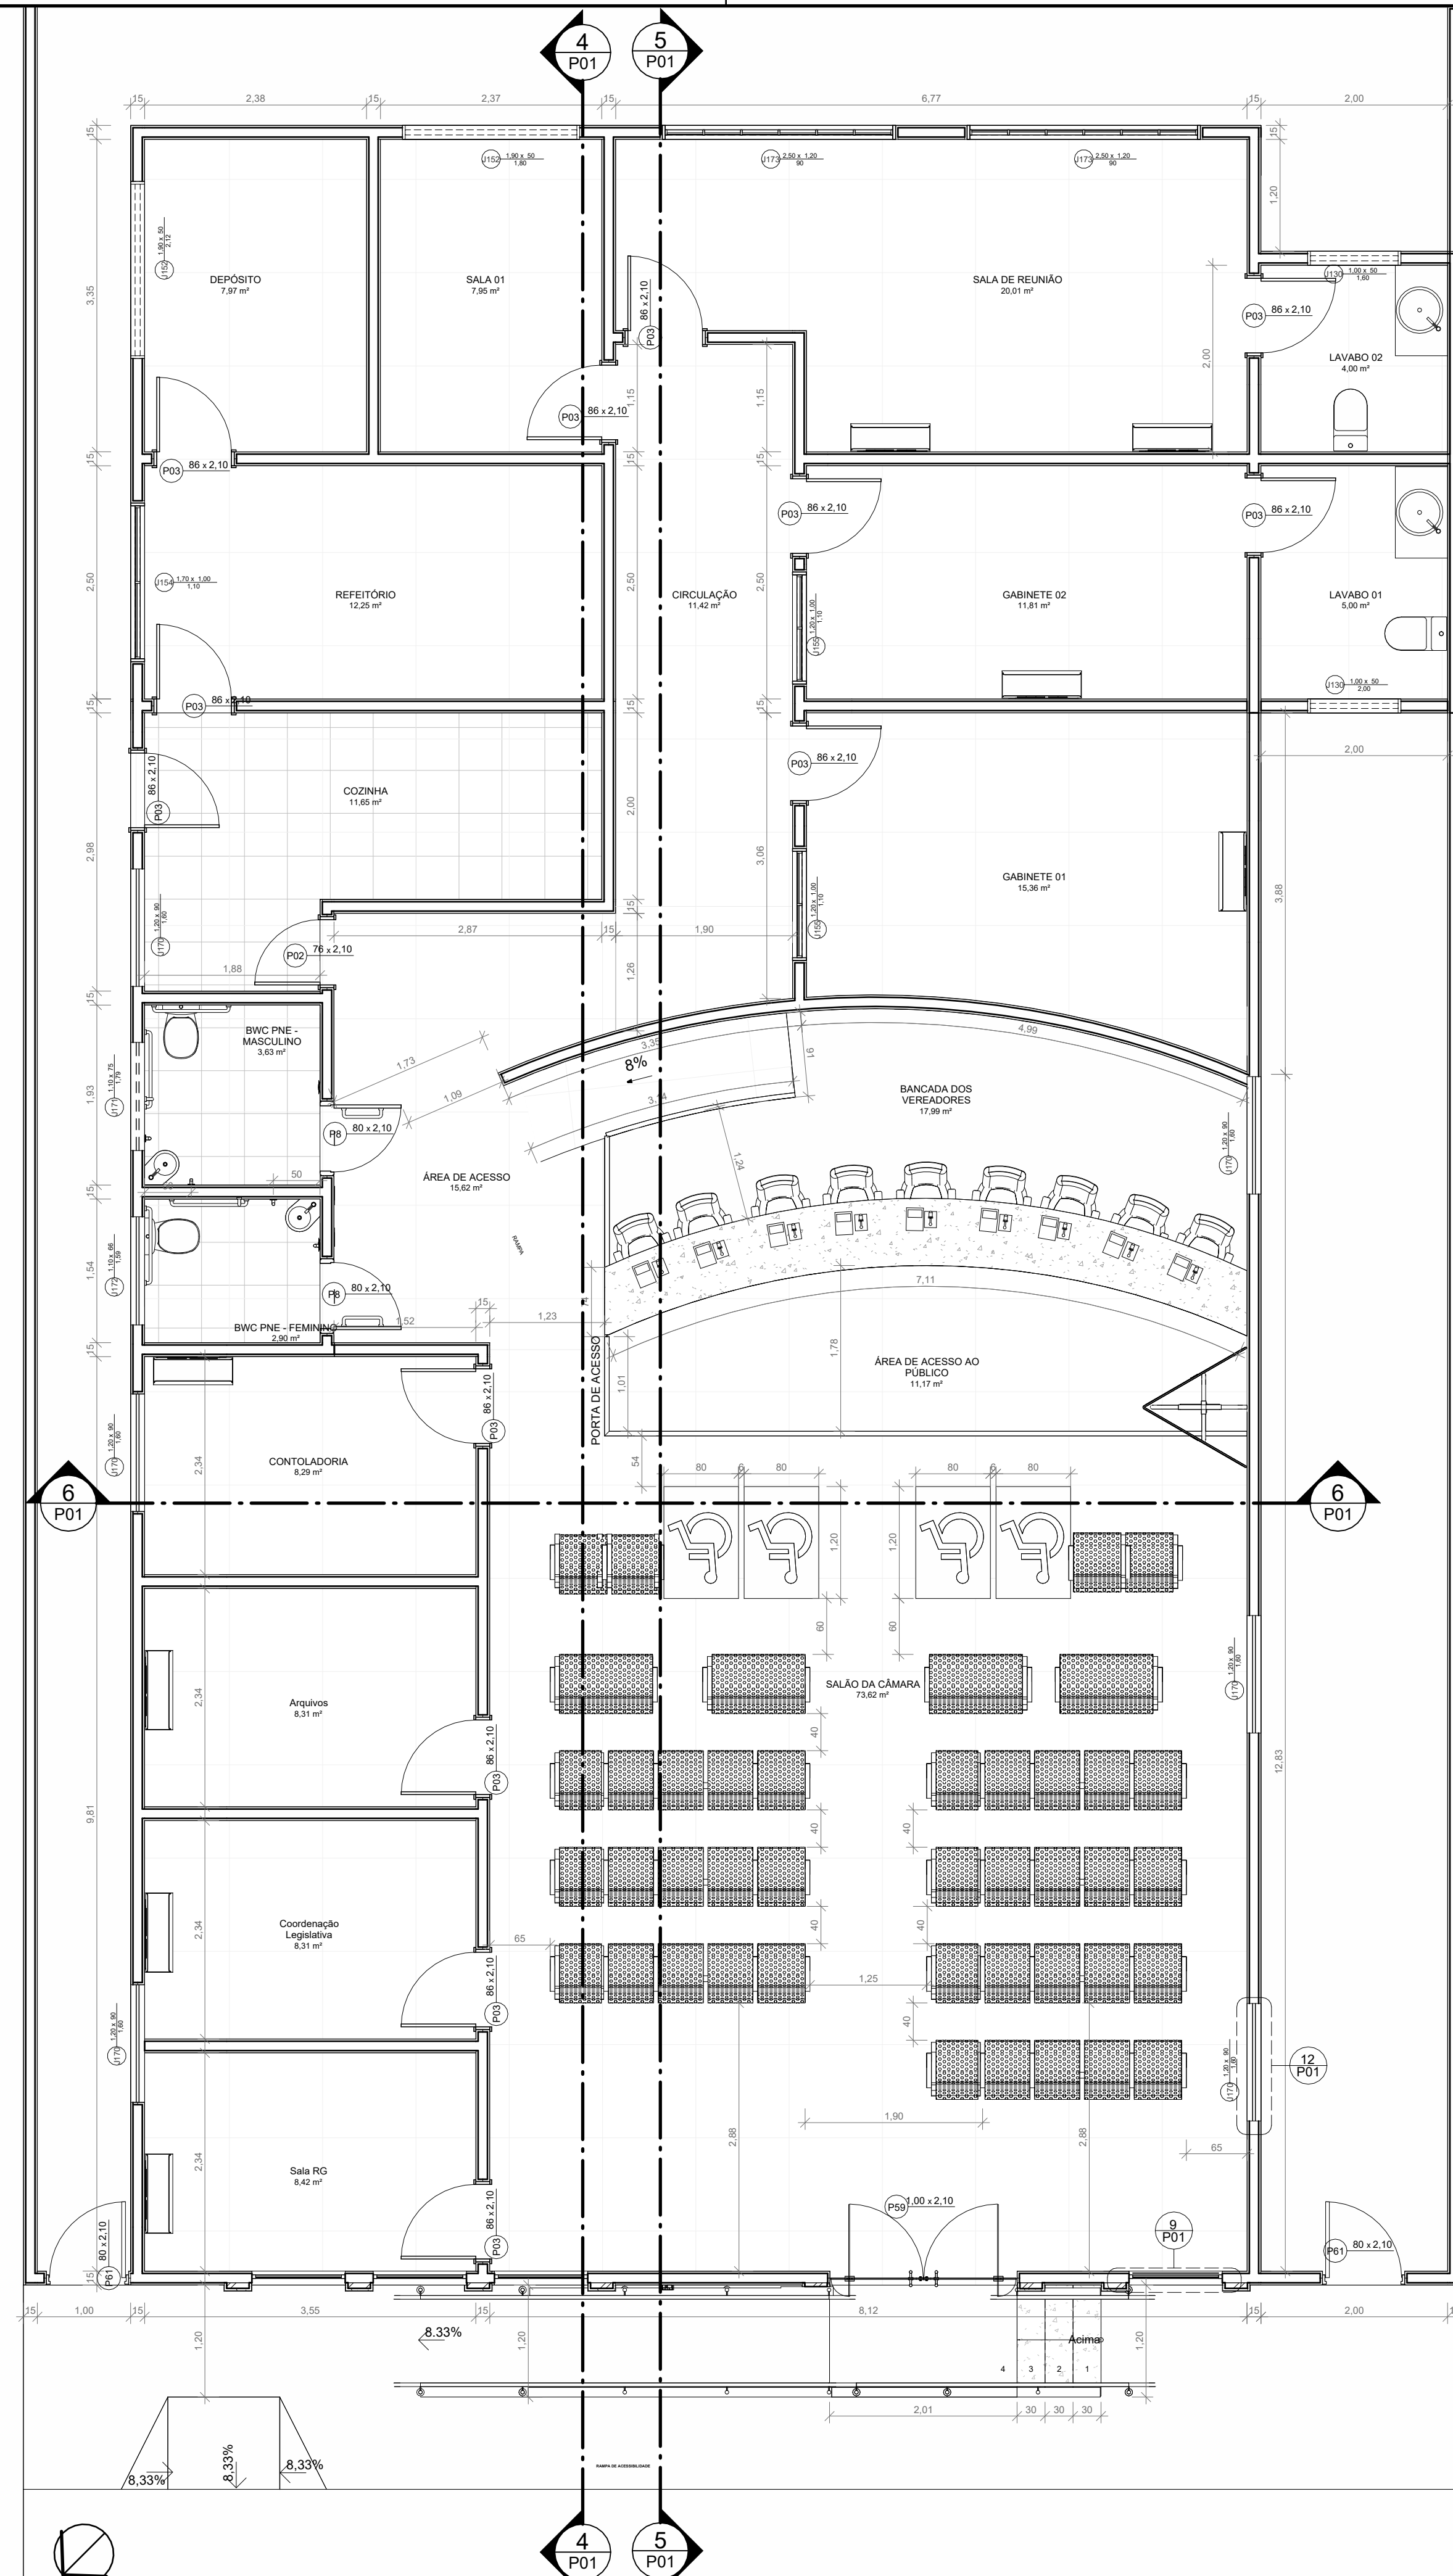 4
P01
5
P01
15
2,38
15
2,37
15
6,77
15
2,00
15
15
J152 1,90 x 50
1,80
J173 2,50 x 1,20
90
J173 2,50 x 1,20
90
1,20
J152 1,90 x 50
2,12
3,35
DEPÓSITO
7,97 m²
SALA 01
7,95 m²
SALA DE REUNIÃO
20,01 m²
J130 1,00 x 50
1,60
P03 86 x 2,10
P03 86 x 2,10
2,00
LAVABO 02
4,00 m²
P03 86 x 2,10
1,15
1,15
15
15
15
P03 86 x 2,10
P03 86 x 2,10
P03 86 x 2,10
2,50
J154 1,70 x 1,00
1,10
REFEITÓRIO
12,25 m²
2,50
CIRCULAÇÃO
11,42 m²
2,50
J155 1,20 x 1,00
1,10
GABINETE 02
11,81 m²
LAVABO 01
5,00 m²
J130 1,00 x 50
2,00
15
P03 86 x 2,10
15
15
2,00
P03 86 x 2,10
P03 86 x 2,10
COZINHA
11,65 m²
2,00
2,98
3,06
GABINETE 01
15,36 m²
3,88
J170 1,20 x 90
1,60
15
J155 1,20 x 1,00
1,10
P02 76 x 2,10
2,87
15
1,90
1,88
1,26
15
BWC PNE -
MASCULINO
3,63 m²
4,99
3,35
8%
91
1,73
1,93
J171 1,10 x 75
1,79
1,09
BANCADA DOS
VEREADORES
17,99 m²
P8 80 x 2,10
J170 1,20 x 90
1,60
1,24
15
50
ÁREA DE ACESSO
15,62 m²
RAMPA
1,54
J172 1,10 x 66
1,59
P8 80 x 2,10
7,11
15
1,52
1,23
BWC PNE - FEMININO
2,90 m²
15
1,78
ÁREA DE ACESSO AO
PÚBLICO
11,17 m²
PORTA DE ACESSO
1,01
P03 86 x 2,10
54
J170 1,20 x 90
1,60
2,34
CONTOLADORIA
8,29 m²
80
6
80
80
6
80
6
P01
6
P01
1,20
1,20
60
60
2,34
Arquivos
8,31 m²
SALÃO DA CÂMARA
73,62 m²
J170 1,20 x 90
1,60
P03 86 x 2,10
40
12,83
9,81
40
40
2,34
Coordenação
Legislativa
8,31 m²
65
40
40
1,25
P03 86 x 2,10
40
J170 1,20 x 90
1,60
J170 1,20 x 90
1,60
12
P01
1,90
2,88
2,88
65
2,34
Sala RG
8,42 m²
P03 86 x 2,10
P59 1,00 x 2,10
9
P01
P61 80 x 2,10
P61 80 x 2,10
15
15
1,00
15
3,55
15
8,12
15
2,00
1,20
8.33%
1,20
Acima
1,20
4
3
2
1
2,01
30
30
30
8,33%
8,33%
8,33%
RAMPA DE ACESSIBILIDADE
4
P01
5
P01